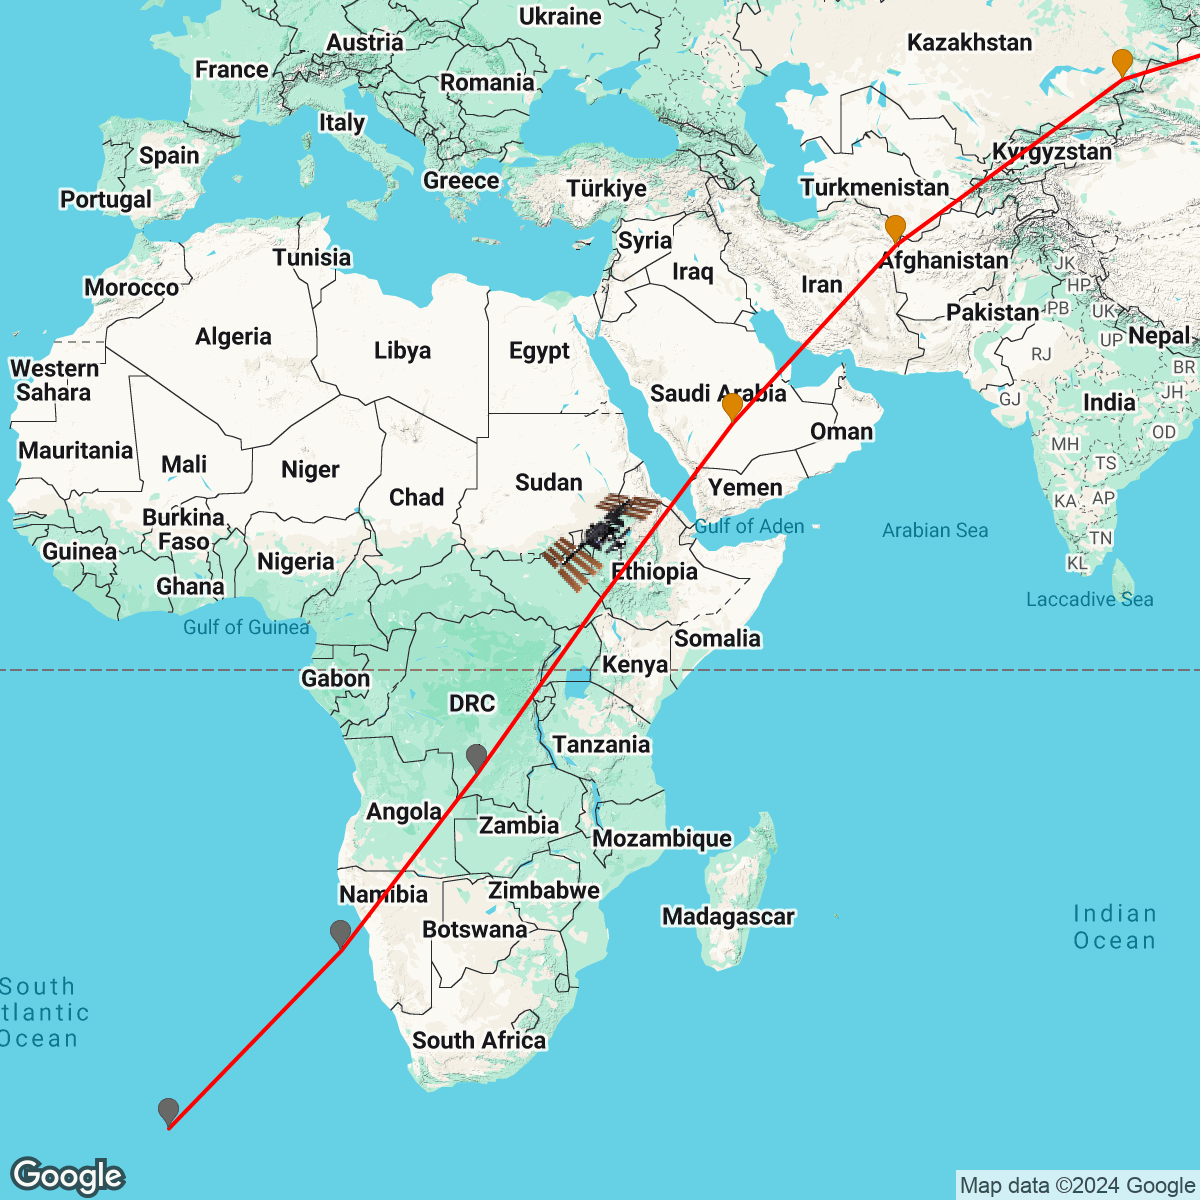 Ukraine
Austria
Kazakhstan
France
Romania
Italy
Spain
Kyrgyzstan
Greece
Türkiye
Turkmenistan
Portugal
Syria
Tunisia
Iraq
Afghanistan
JK
Morocco
Iran
HP
Pakistan
PB
UK
Algeria
Libya
Egypt
UP
Nepal
RJ
Western
Sahara
BR
Saudi Arabia
JH
GJ
India
Oman
OD
Mauritania
MH
Mali
Niger
TS
Sudan
Yemen
Chad
KA
AP
Burkina
Faso
Gulf of Aden
Arabian Sea
TN
Guinea
Nigeria
KL
Ethiopia
Ghana
Laccadive Sea
Gulf of Guinea
Somalia
Kenya
Gabon
DRC
Tanzania
Angola
Zambia
Mozambique
Zimbabwe
Namibia
Madagascar
Botswana
Indian
Ocean
South
tlantic
Ocean
South Africa
Google
Map data ©2024 Google